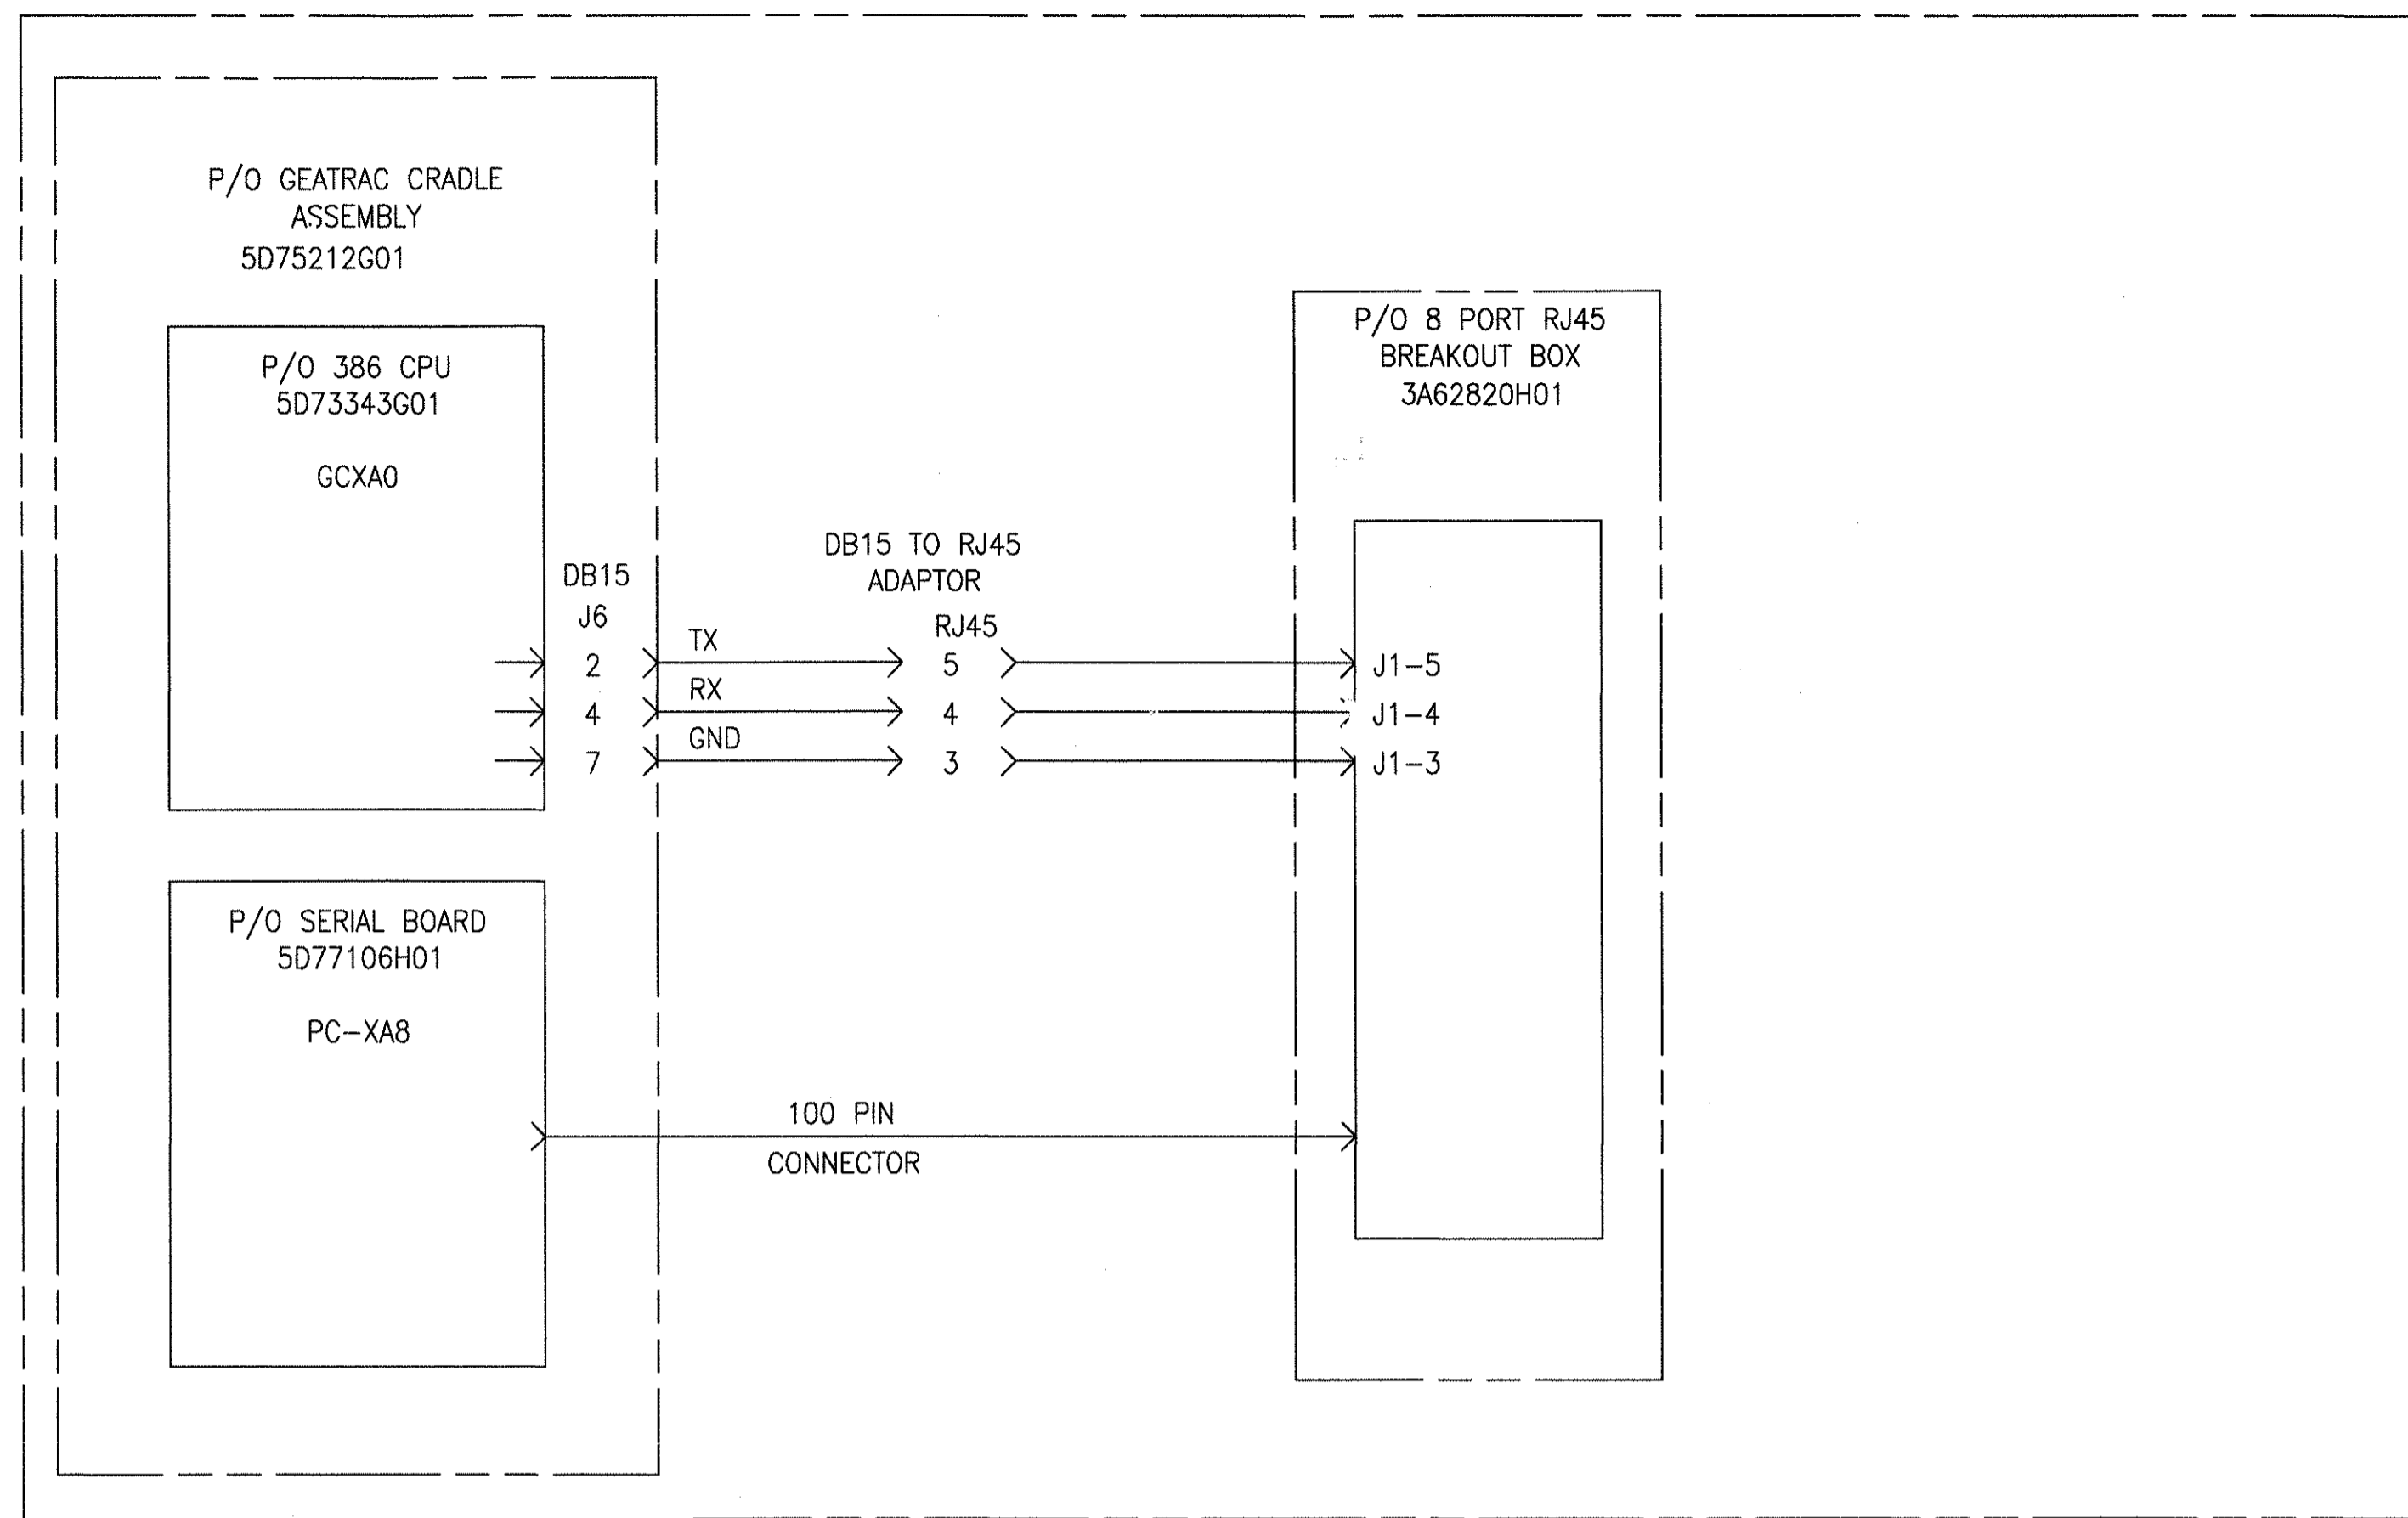 P/O GEATRAC CRADLE
ASSEMBLY
5D75212G01
P/O 386 CPU
5D73343G01
GCXA0
DB15
J6
2
4
7
TX
RX
GND
DB15 TO RJ45
ADAPTOR
RJ45
5
4
3
P/O 8 PORT RJ45
BREAKOUT BOX
3A62820H01
J1-5
J1-4
J1-3
P/O SERIAL BOARD
5D77106H01
PC-XA8
100 PIN
CONNECTOR